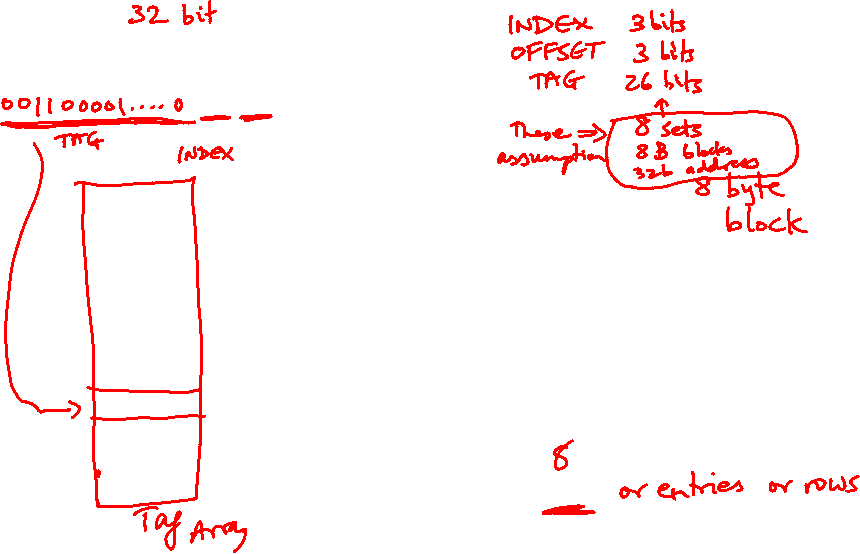 32 bit
001100001....0
TAG
INDEX
Tag Array
INDEX 3 bits
OFFSET 3 bits
TAG 26 bits
These => assumption
8 sets
8 B blocks
32b address
8 byte
block
8
or entries or rows